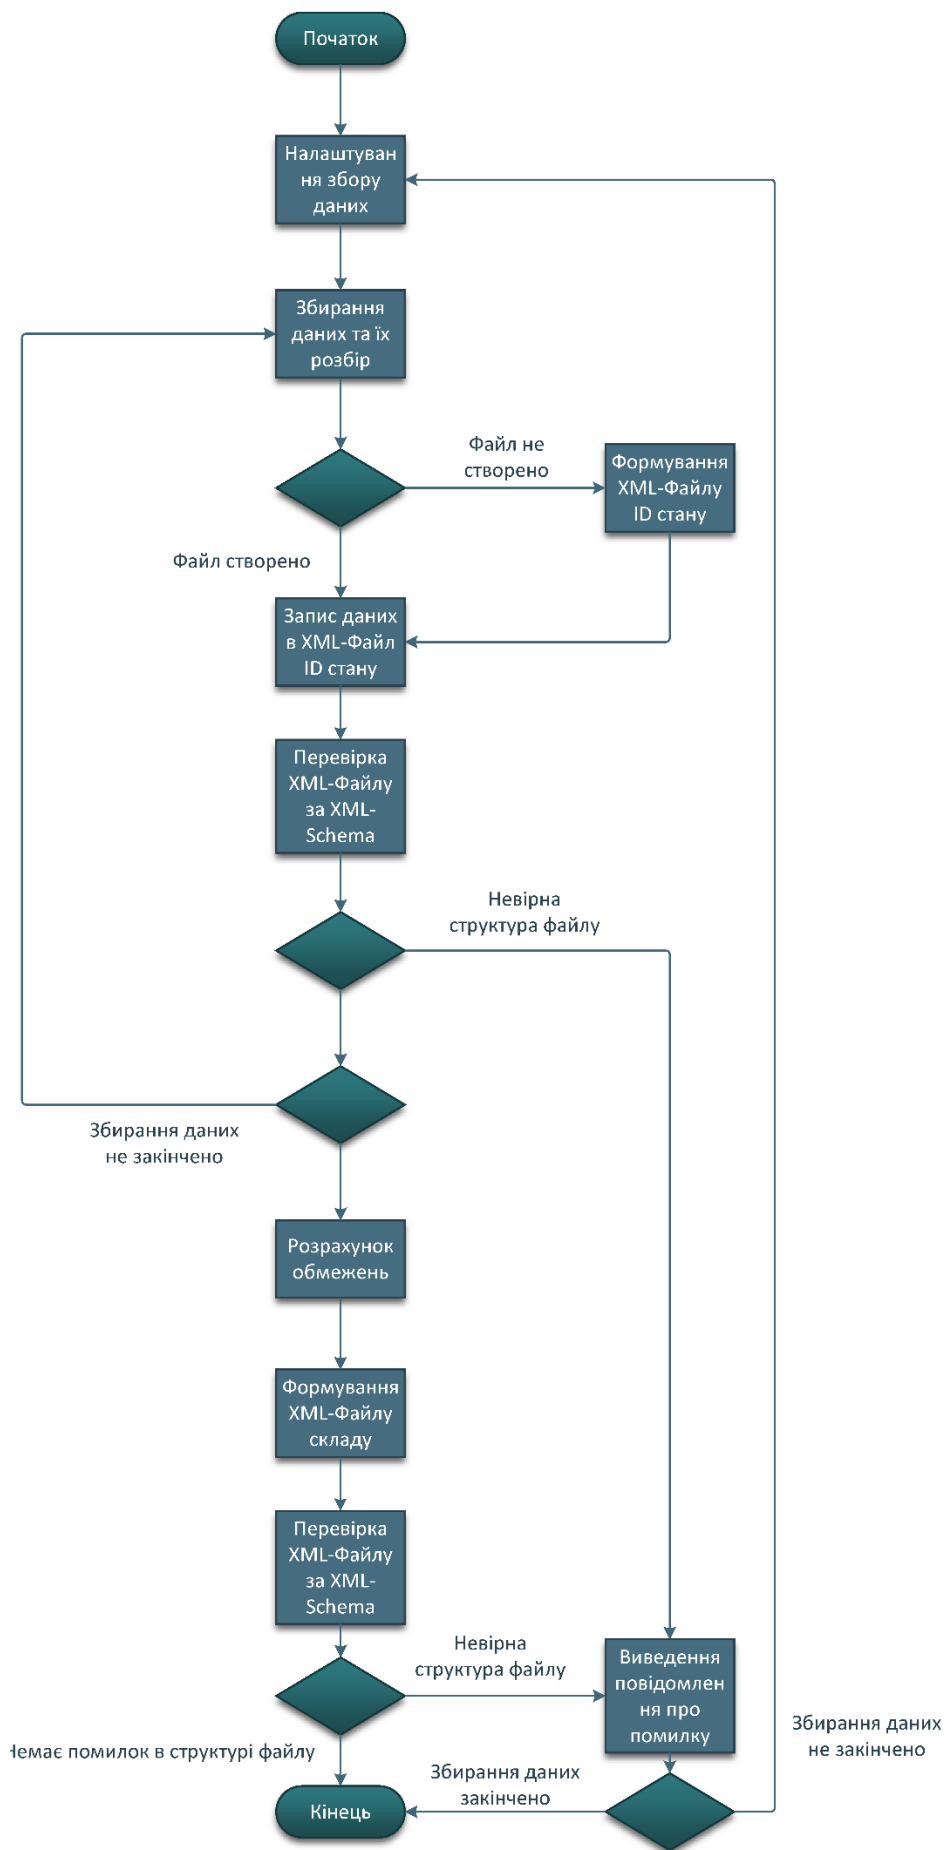 Початок
Налаштуван
ня збору
даних
Збирання
даних та їх
розбір
Файл не
створено
Формування
XML-Файлу
ID стану
Файл створено
Запис даних
в XML-Файл
ID стану
Перевірка
XML-Файлу
за XML-
Schema
Невірна
структура файлу
Збирання даних
не закінчено
Розрахунок
обмежень
Формування
XML-Файлу
складу
Перевірка
XML-Файлу
за XML-
Schema
Невірна
структура файлу
Виведення
повідомлен
ня про
помилку
Збирання даних
не закінчено
Немає помилок в структурі файлу
Збирання даних
закінчено
Кінець